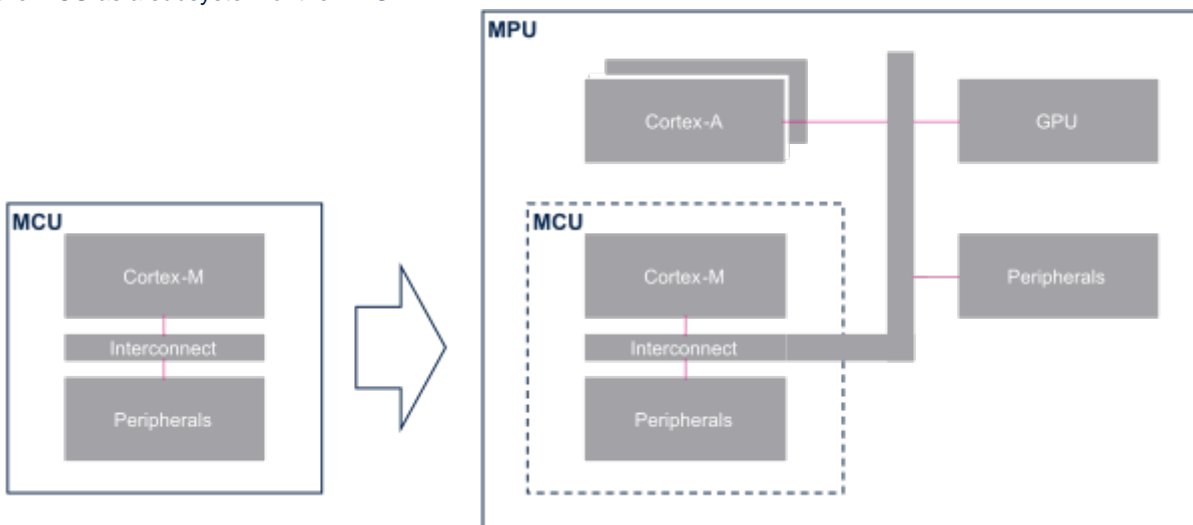 MPU
Cortex-A
GPU
MCU
Cortex-M
Interconnect
Peripherals
MCU
Cortex-M
Interconnect
Peripherals
Peripherals